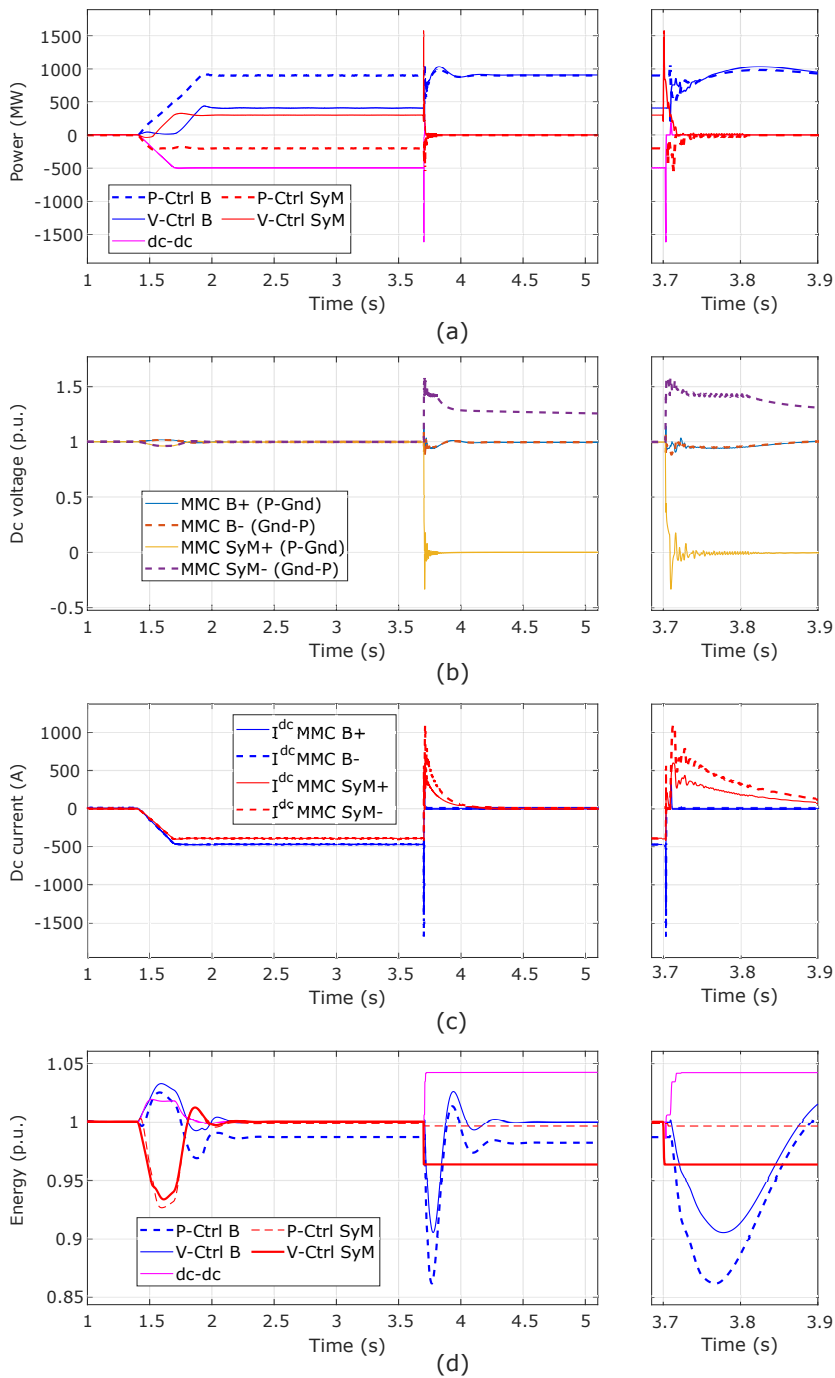 1500
1000
500
0
-500
-1000
-1500
Power (MW)
P-Ctrl B
P-Ctrl SyM
V-Ctrl B
V-Ctrl SyM
dc-dc
1 1.5 2 2.5 3 3.5 4 4.5 5
3.7 3.8 3.9
Time (s)
Time (s)
(a)
1.5
1
0.5
0
-0.5
Dc voltage (p.u.)
MMC B+ (P-Gnd)
MMC B- (Gnd-P)
MMC SyM+ (P-Gnd)
MMC SyM- (Gnd-P)
1 1.5 2 2.5 3 3.5 4 4.5 5
3.7 3.8 3.9
Time (s)
Time (s)
(b)
1000
500
0
-500
-1000
-1500
Dc current (A)
I^dc MMC B+
I^dc MMC B-
I^dc MMC SyM+
I^dc MMC SyM-
1 1.5 2 2.5 3 3.5 4 4.5 5
3.7 3.8 3.9
Time (s)
Time (s)
(c)
1.05
1
0.95
0.9
0.85
Energy (p.u.)
P-Ctrl B
P-Ctrl SyM
V-Ctrl B
V-Ctrl SyM
dc-dc
1 1.5 2 2.5 3 3.5 4 4.5 5
3.7 3.8 3.9
Time (s)
Time (s)
(d)